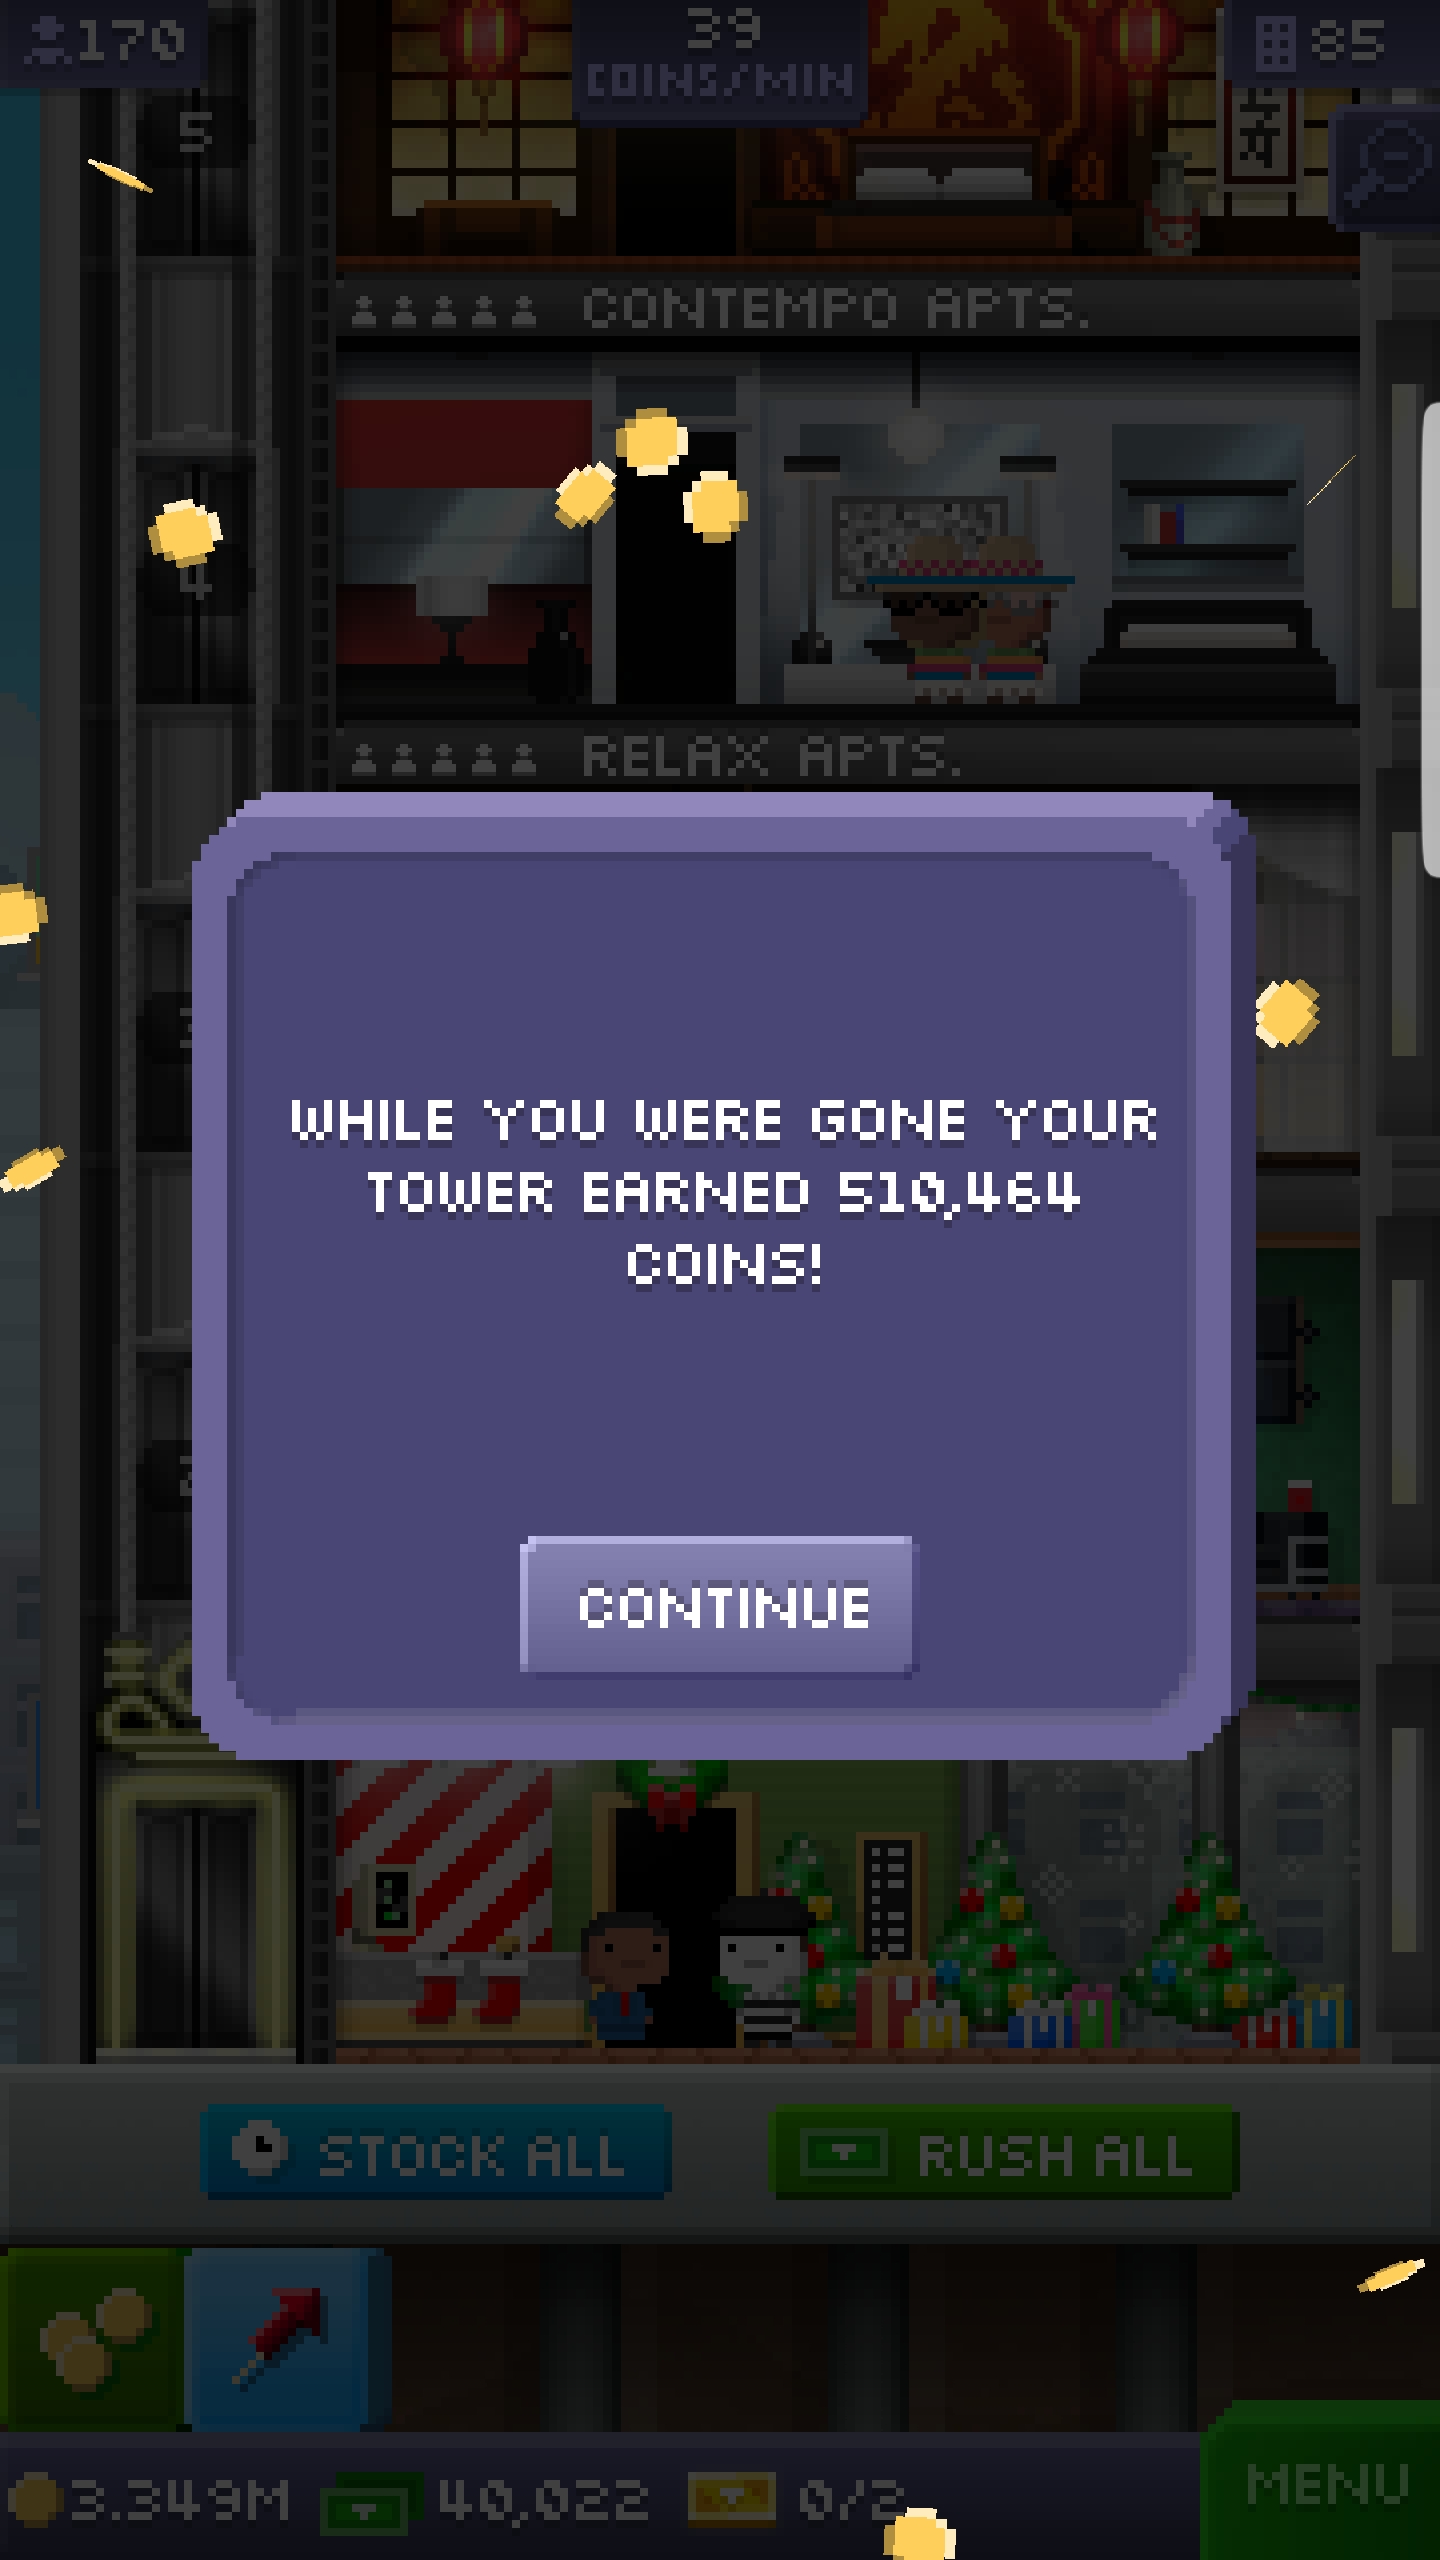 170
39
COINS/MIN
85
5
CONTEMPO APTS.
4
RELAX APTS.
WHILE YOU WERE GONE YOUR
TOWER EARNED 510,464
COINS!
CONTINUE
STOCK ALL
RUSH ALL
3.349M
40,022
0/2
MENU